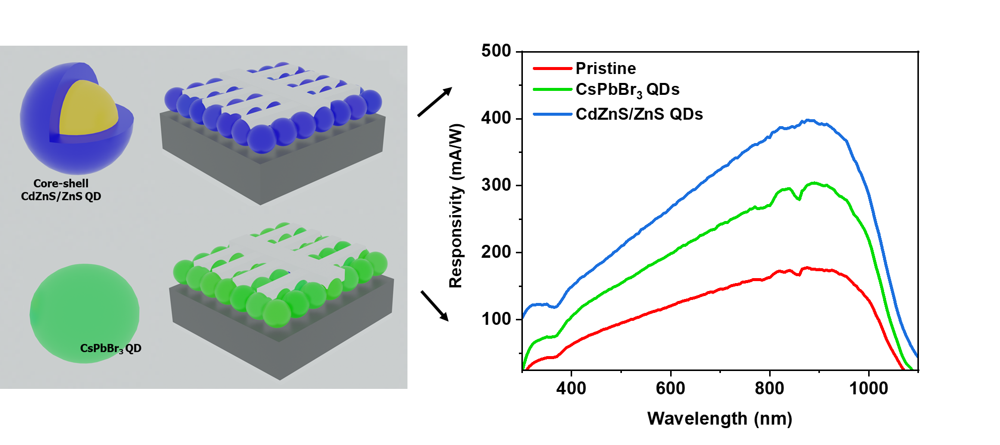 Core-shell
CdZnS/ZnS QD
CsPbBr₃ QD
500
400
300
200
100
Responsivity (mA/W)
Pristine
CsPbBr₃ QDs
CdZnS/ZnS QDs
400 600 800 1000
Wavelength (nm)